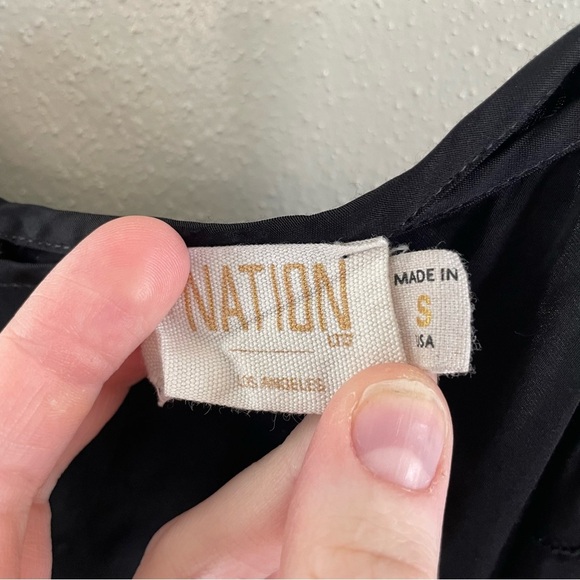 NATION
LTD
LOS ANGELES
MADE IN
S
USA